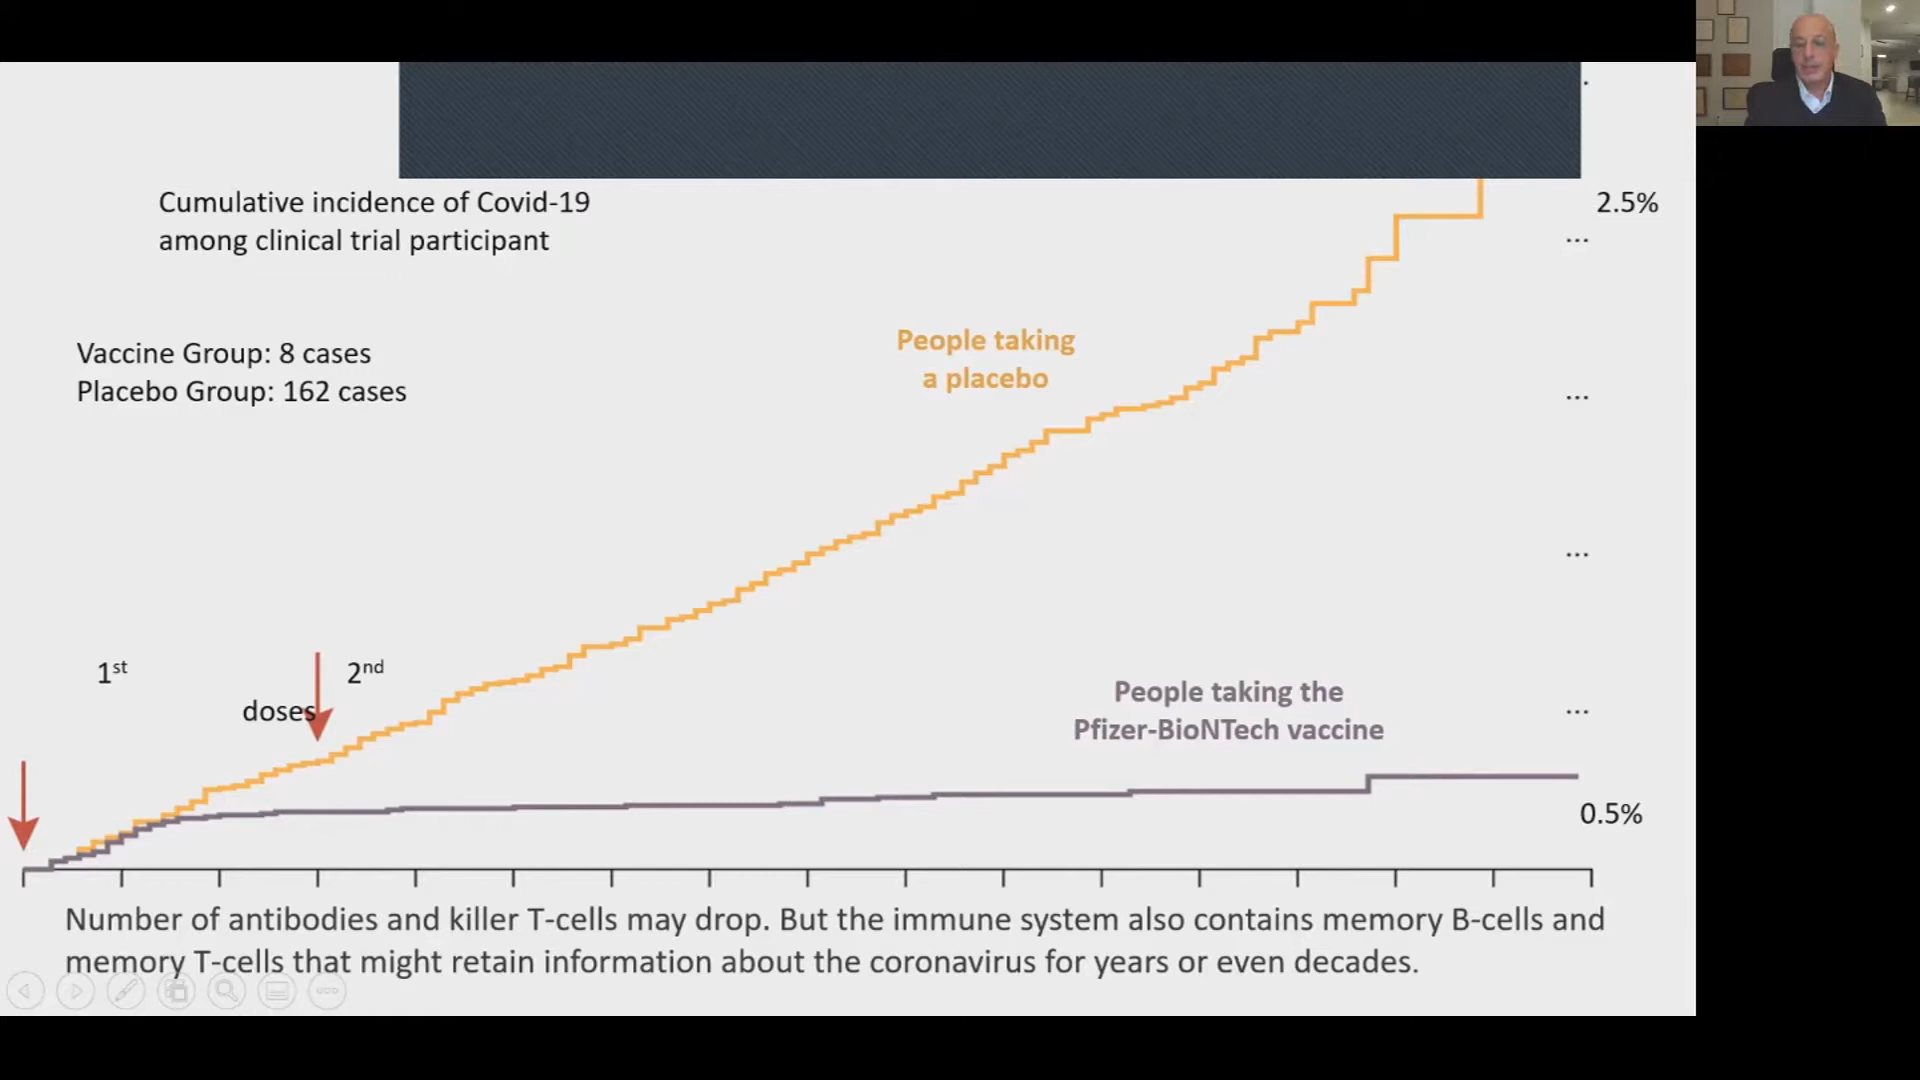 2.5%
Cumulative incidence of Covid-19
among clinical trial participant
...
People taking
a placebo
Vaccine Group: 8 cases
Placebo Group: 162 cases
...
...
1st
2nd
doses
People taking the
Pfizer-BioNTech vaccine
...
0.5%
Number of antibodies and killer T-cells may drop. But the immune system also contains memory B-cells and
memory T-cells that might retain information about the coronavirus for years or even decades.